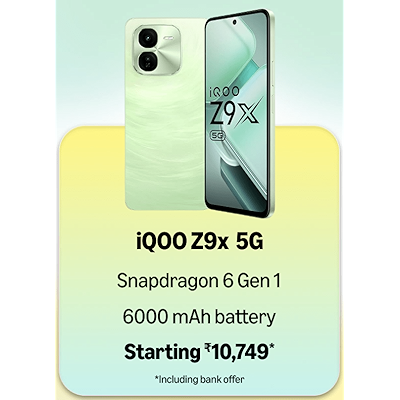 iQOO
Z9X
5G
iQOO Z9x 5G
Snapdragon 6 Gen 1
6000 mAh battery
Starting ₹10,749*
*Including bank offer